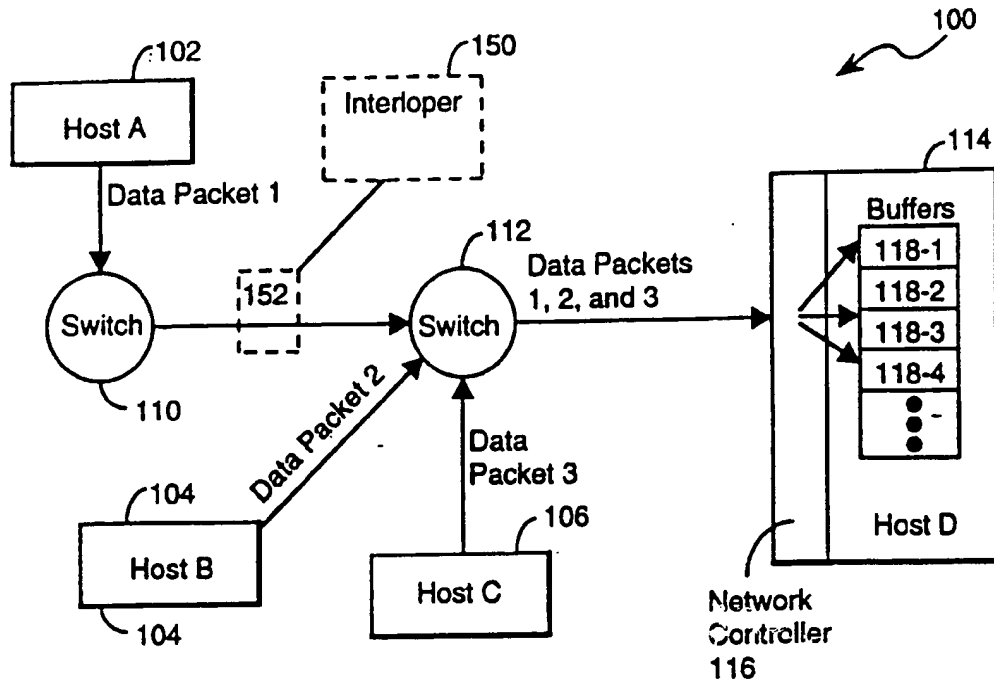 100
102
150
Interloper
Host A
114
Data Packet 1
Buffers
112
118-1
Data Packets
1, 2, and 3
152
118-2
Switch
Switch
118-3
118-4
110
Data Packet 2
Data
Packet 3
104
106
Host D
Host B
Host C
104
Network
Controller
116